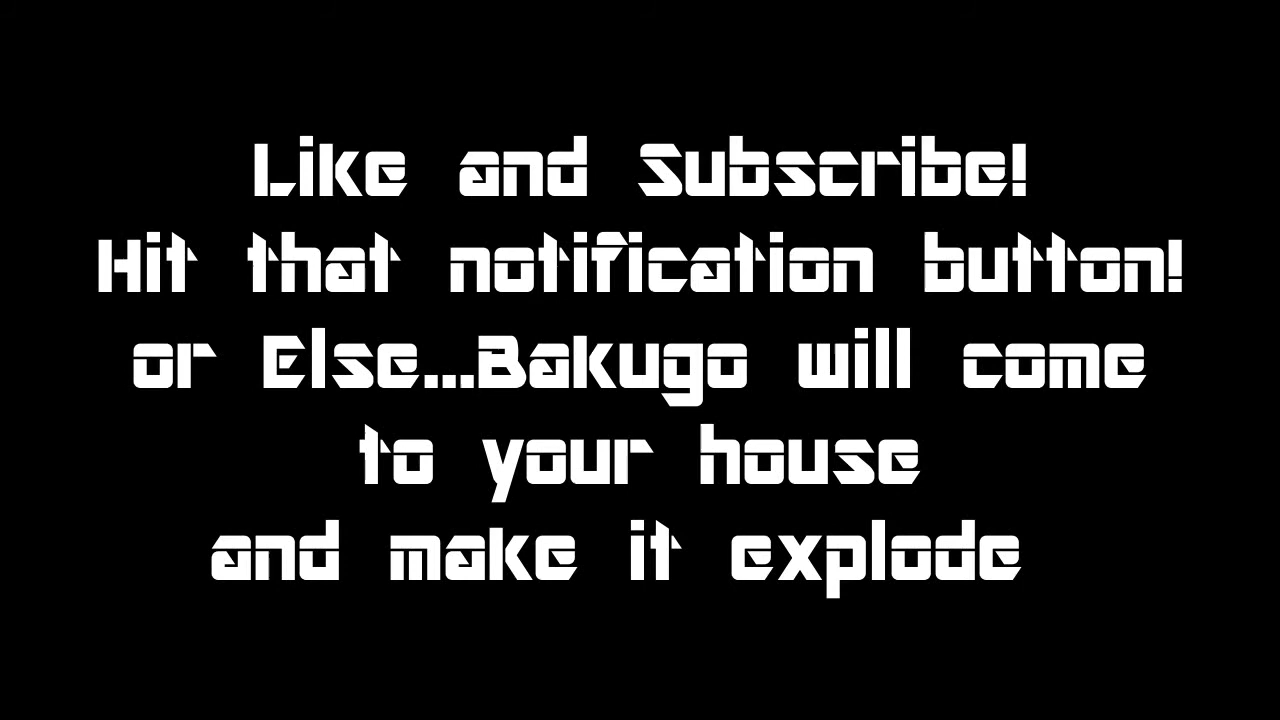 Like and Subscribe!
Hit that notification button!
or Else...Bakugo will come
to your house
and make it explode